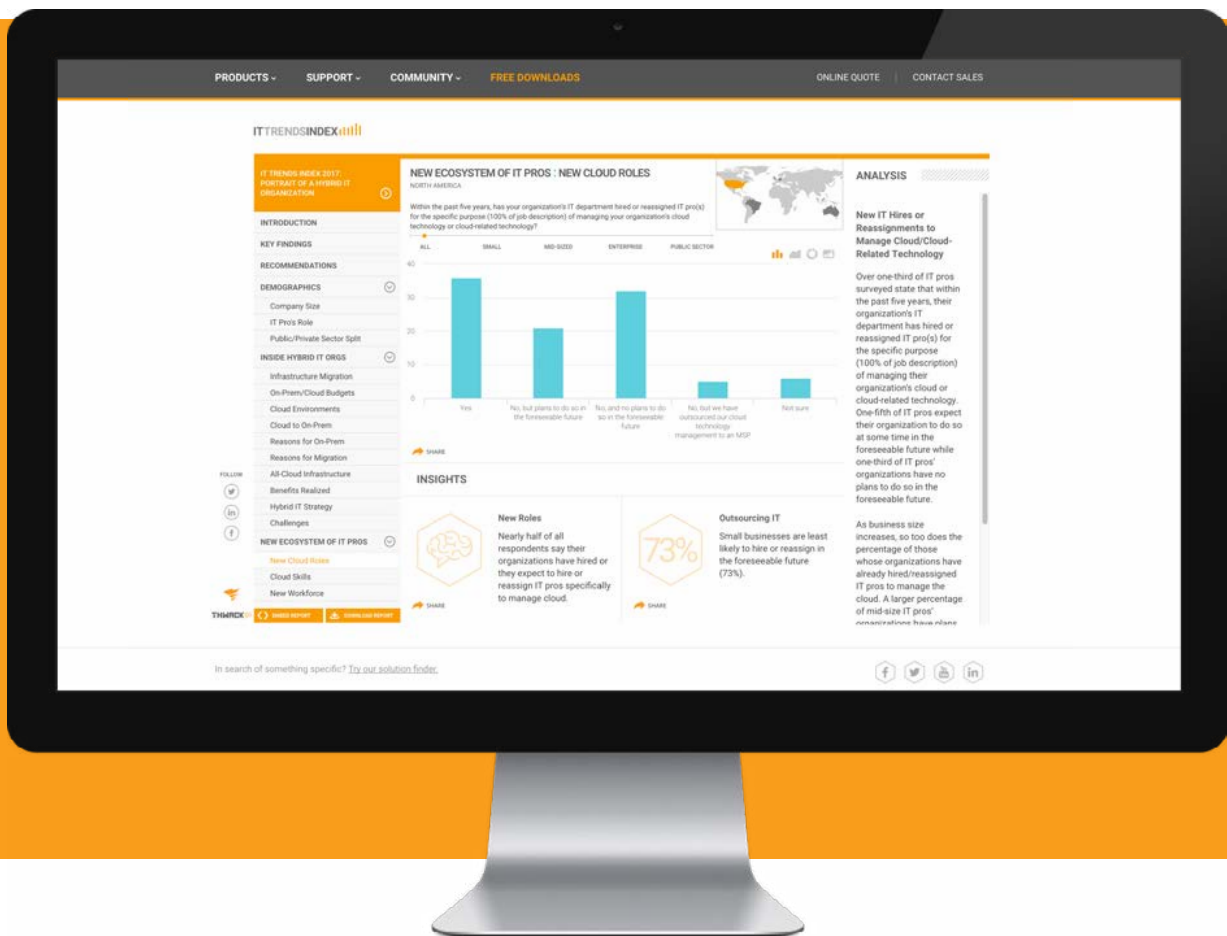 PRODUCTS
SUPPORT
COMMUNITY
FREE DOWNLOADS
ONLINE QUOTE
CONTACT SALES
ITTRENDSINDEX
IT TRENDS INDEX 2017:
PORTRAIT OF A HYBRID IT
ORGANIZATION
INTRODUCTION
KEY FINDINGS
RECOMMENDATIONS
DEMOGRAPHICS
Company Size
IT Pro's Role
Public/Private Sector Split
INSIDE HYBRID IT ORGS
Infrastructure Migration
On-Prem/Cloud Budgets
Cloud Environments
Cloud to On-Prem
Reasons for On-Prem
Reasons for Migration
All-Cloud Infrastructure
Benefits Realized
Hybrid IT Strategy
Challenges
NEW ECOSYSTEM OF IT PROS
New Cloud Roles
Cloud Skills
New Workforce
EMBED REPORT
DOWNLOAD REPORT
FOLLOW
THWACK
NEW ECOSYSTEM OF IT PROS : NEW CLOUD ROLES
NORTH AMERICA
Within the past five years, has your organization's IT department hired or reassigned IT pro(s)
for the specific purpose (100% of job description) of managing your organization's cloud
technology or cloud-related technology?
ALL
SMALL
MID-SIZED
ENTERPRISE
PUBLIC SECTOR
40
30
20
10
0
Yes
No, but plans to do so in
the foreseeable future
No, and no plans to do
so in the foreseeable
future
No, but we have
outsourced our cloud
technology
management to an MSP
Not sure
SHARE
INSIGHTS
New Roles
Nearly half of all
respondents say their
organizations have hired or
they expect to hire or
reassign IT pros specifically
to manage cloud.
SHARE
73%
Outsourcing IT
Small businesses are least
likely to hire or reassign in
the foreseeable future
(73%).
SHARE
ANALYSIS
New IT Hires or
Reassignments to
Manage Cloud/Cloud-
Related Technology
Over one-third of IT pros
surveyed state that within
the past five years, their
organization's IT
department has hired or
reassigned IT pro(s) for
the specific purpose
(100% of job description)
of managing their
organization's cloud or
cloud-related technology.
One-fifth of IT pros expect
their organization to do so
at some time in the
foreseeable future while
one-third of IT pros'
organizations have no
plans to do so in the
foreseeable future.
As business size
increases, so too does the
percentage of those
whose organizations have
already hired/reassigned
IT pros to manage the
cloud. A larger percentage
of mid-size IT pros'
organizations have plans
In search of something specific? Try our solution finder.